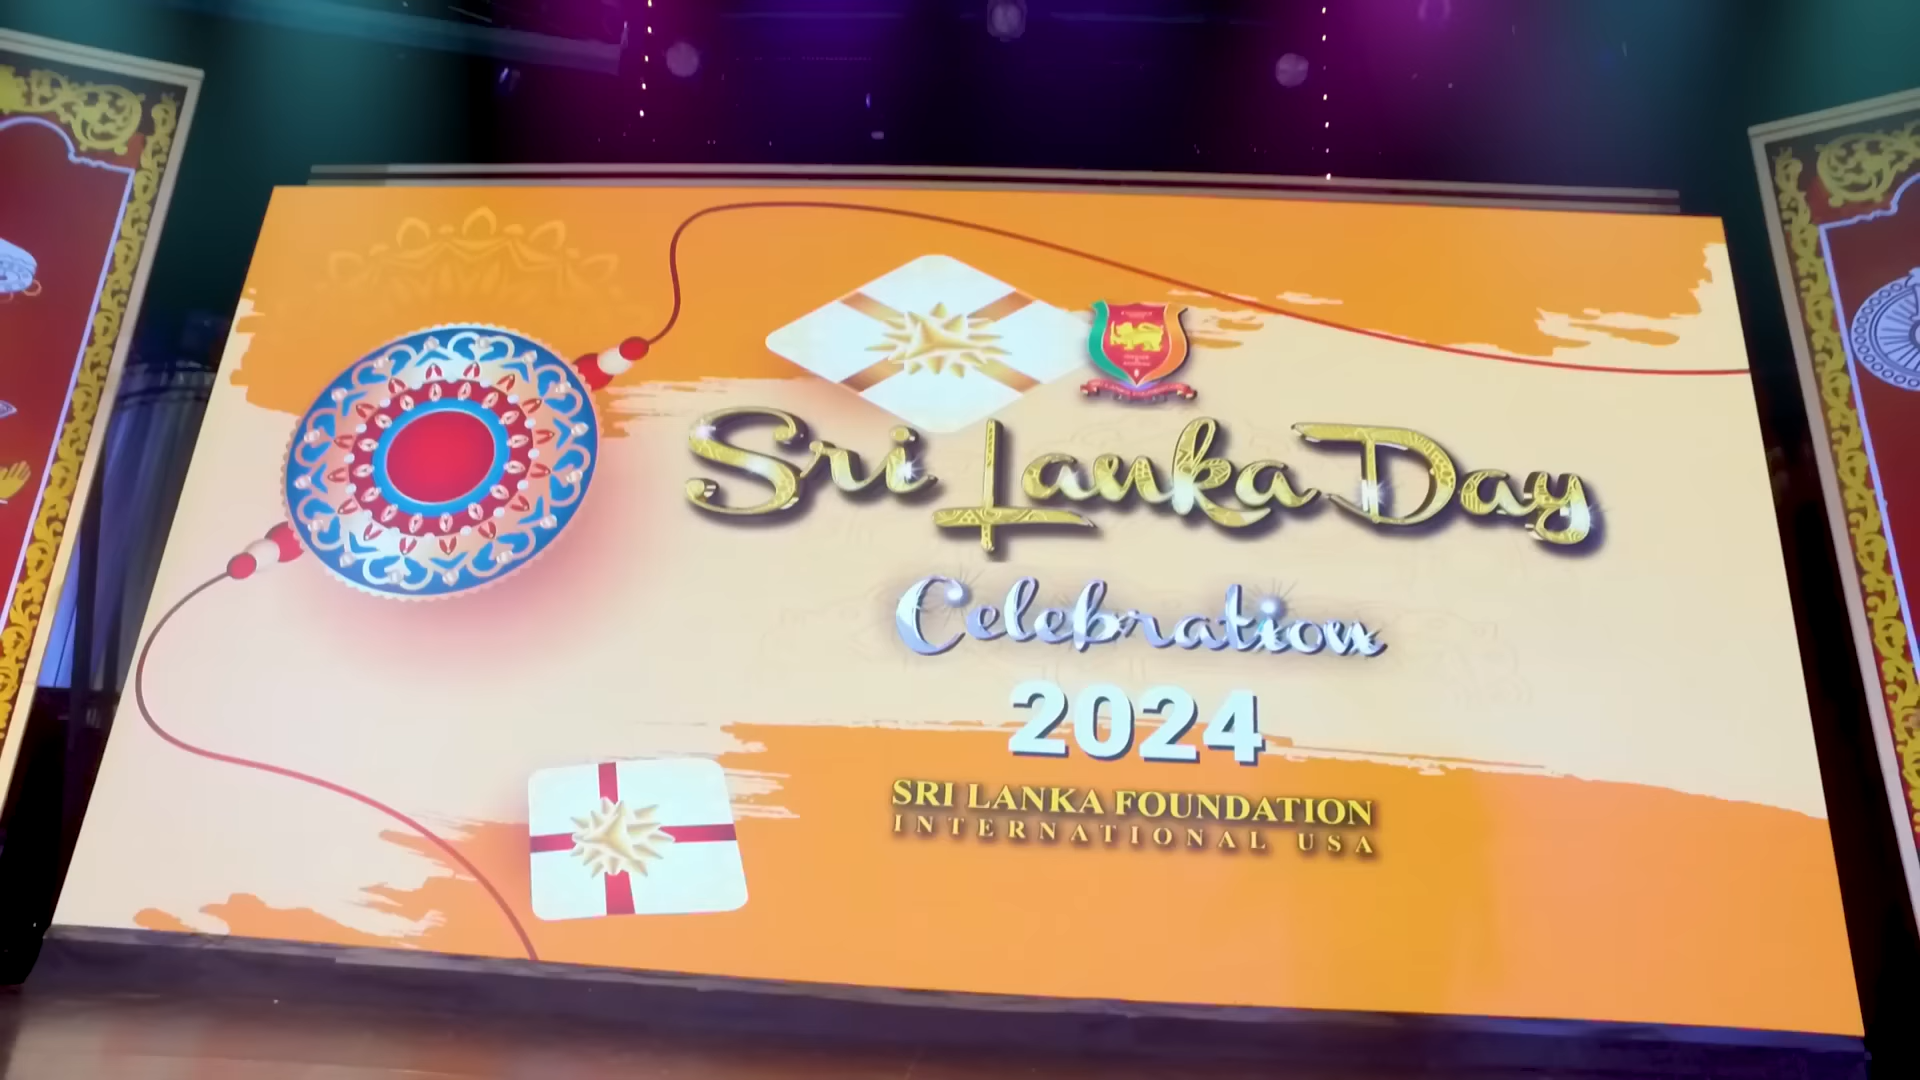 Sri Lanka Day
Celebration
2024
SRI LANKA FOUNDATION
INTERNATIONAL USA